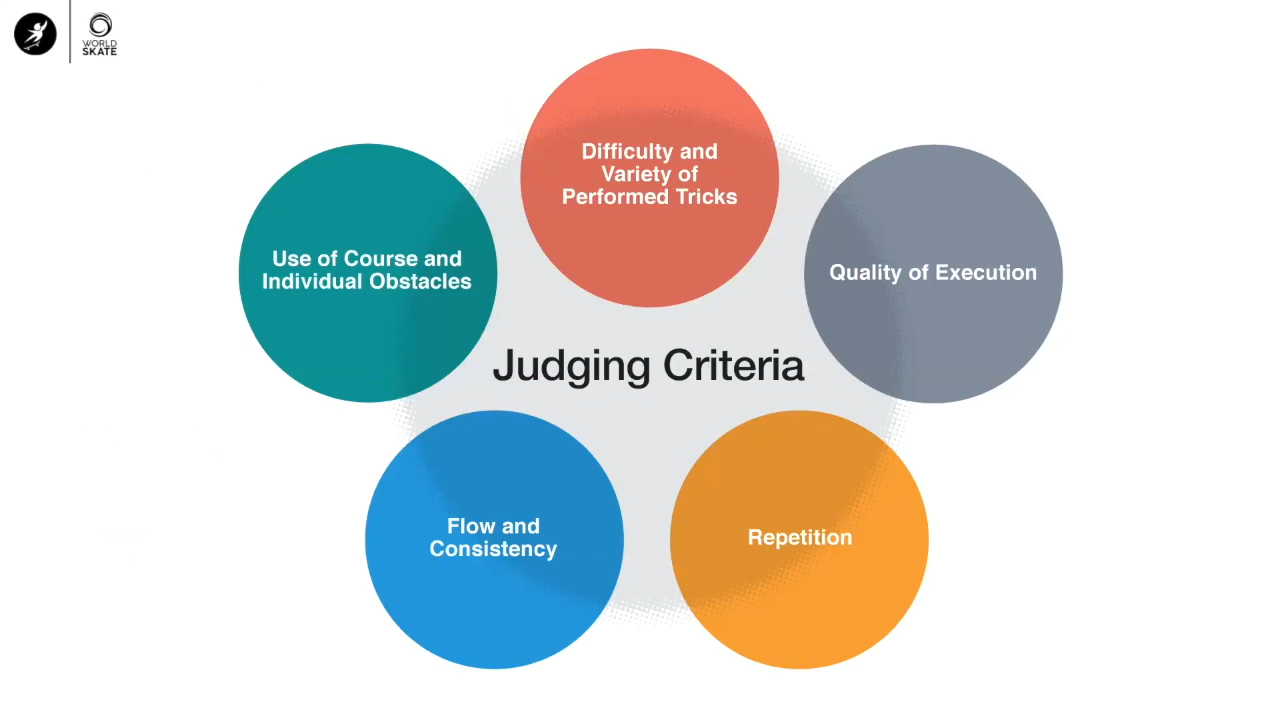 WORLD
SKATE
Difficulty and
Variety of
Performed Tricks
Use of Course and
Individual Obstacles
Quality of Execution
Judging Criteria
Flow and
Consistency
Repetition